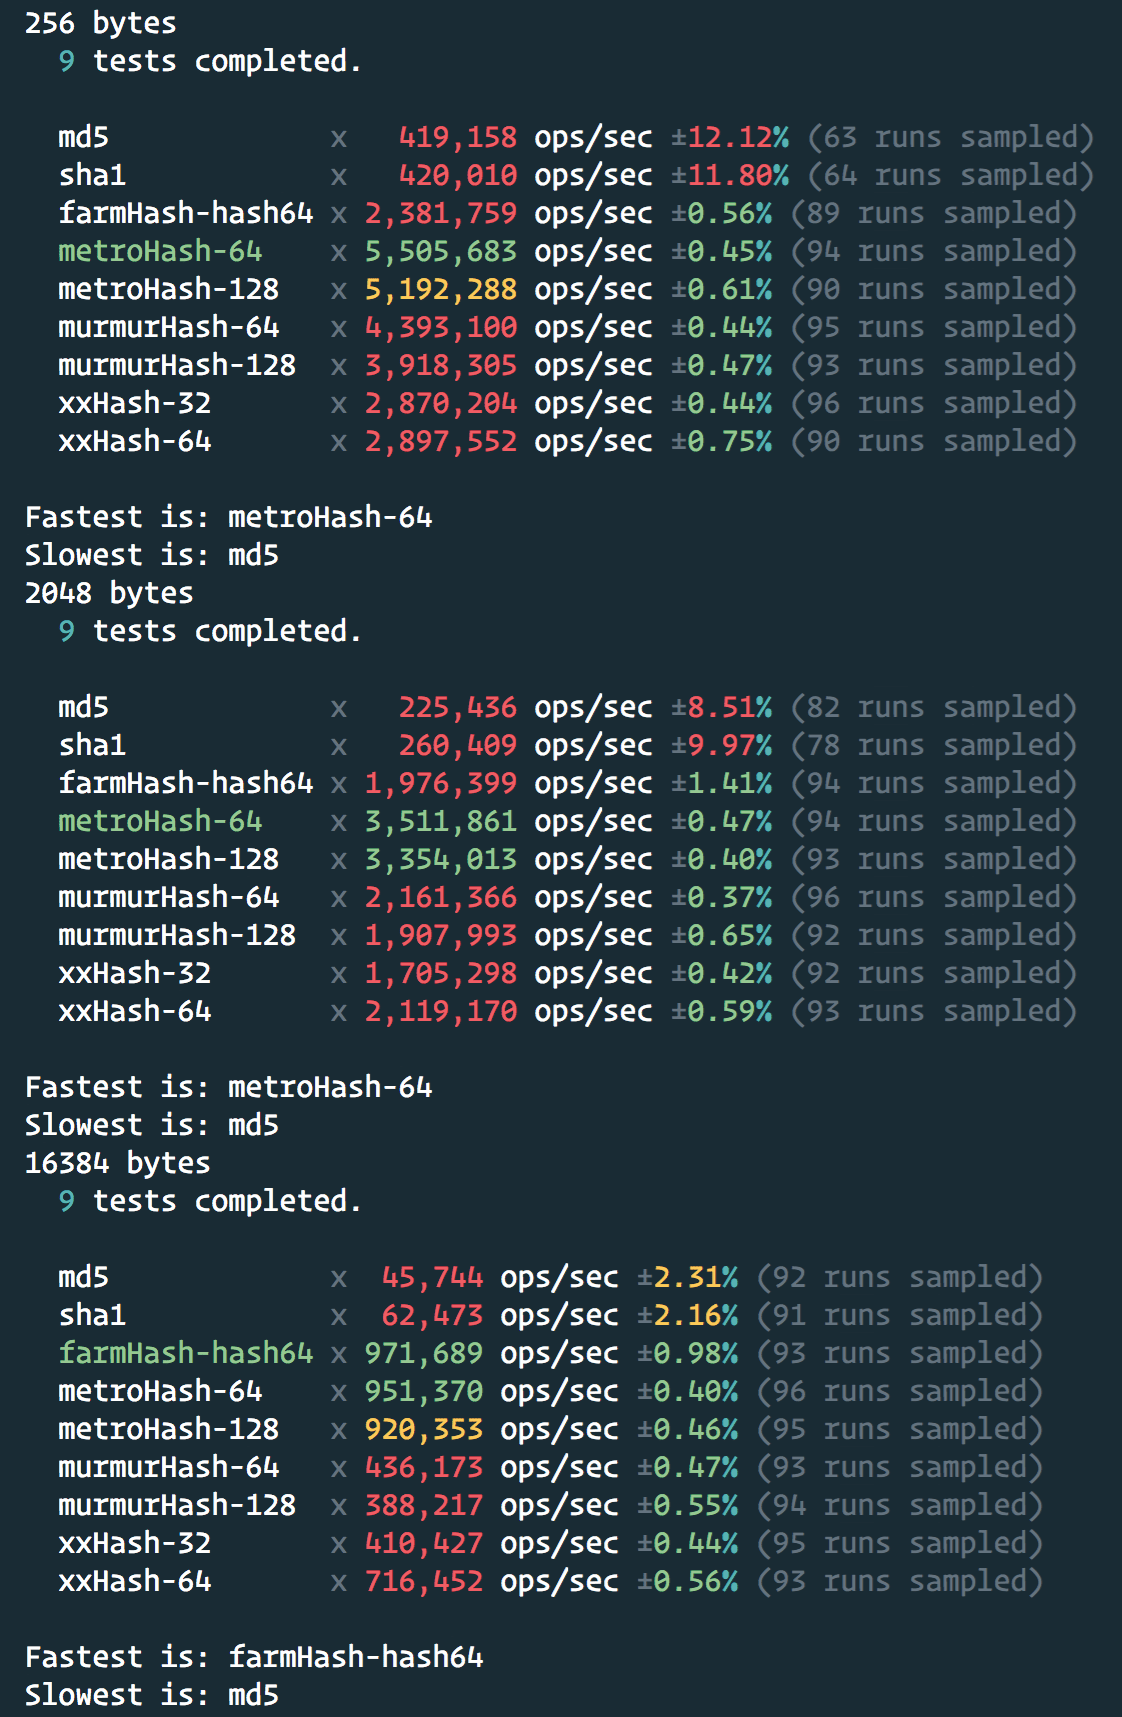 256 bytes
9 tests completed.
md5 x 419,158 ops/sec ±12.12% (63 runs sampled)
sha1 x 420,010 ops/sec ±11.80% (64 runs sampled)
farmHash-hash64 x 2,381,759 ops/sec ±0.56% (89 runs sampled)
metroHash-64 x 5,505,683 ops/sec ±0.45% (94 runs sampled)
metroHash-128 x 5,192,288 ops/sec ±0.61% (90 runs sampled)
murmurHash-64 x 4,393,100 ops/sec ±0.44% (95 runs sampled)
murmurHash-128 x 3,918,305 ops/sec ±0.47% (93 runs sampled)
xxHash-32 x 2,870,204 ops/sec ±0.44% (96 runs sampled)
xxHash-64 x 2,897,552 ops/sec ±0.75% (90 runs sampled)
Fastest is: metroHash-64
Slowest is: md5
2048 bytes
9 tests completed.
md5 x 225,436 ops/sec ±8.51% (82 runs sampled)
sha1 x 260,409 ops/sec ±9.97% (78 runs sampled)
farmHash-hash64 x 1,976,399 ops/sec ±1.41% (94 runs sampled)
metroHash-64 x 3,511,861 ops/sec ±0.47% (94 runs sampled)
metroHash-128 x 3,354,013 ops/sec ±0.40% (93 runs sampled)
murmurHash-64 x 2,161,366 ops/sec ±0.37% (96 runs sampled)
murmurHash-128 x 1,907,993 ops/sec ±0.65% (92 runs sampled)
xxHash-32 x 1,705,298 ops/sec ±0.42% (92 runs sampled)
xxHash-64 x 2,119,170 ops/sec ±0.59% (93 runs sampled)
Fastest is: metroHash-64
Slowest is: md5
16384 bytes
9 tests completed.
md5 x 45,744 ops/sec ±2.31% (92 runs sampled)
sha1 x 62,473 ops/sec ±2.16% (91 runs sampled)
farmHash-hash64 x 971,689 ops/sec ±0.98% (93 runs sampled)
metroHash-64 x 951,370 ops/sec ±0.40% (96 runs sampled)
metroHash-128 x 920,353 ops/sec ±0.46% (95 runs sampled)
murmurHash-64 x 436,173 ops/sec ±0.47% (93 runs sampled)
murmurHash-128 x 388,217 ops/sec ±0.55% (94 runs sampled)
xxHash-32 x 410,427 ops/sec ±0.44% (95 runs sampled)
xxHash-64 x 716,452 ops/sec ±0.56% (93 runs sampled)
Fastest is: farmHash-hash64
Slowest is: md5